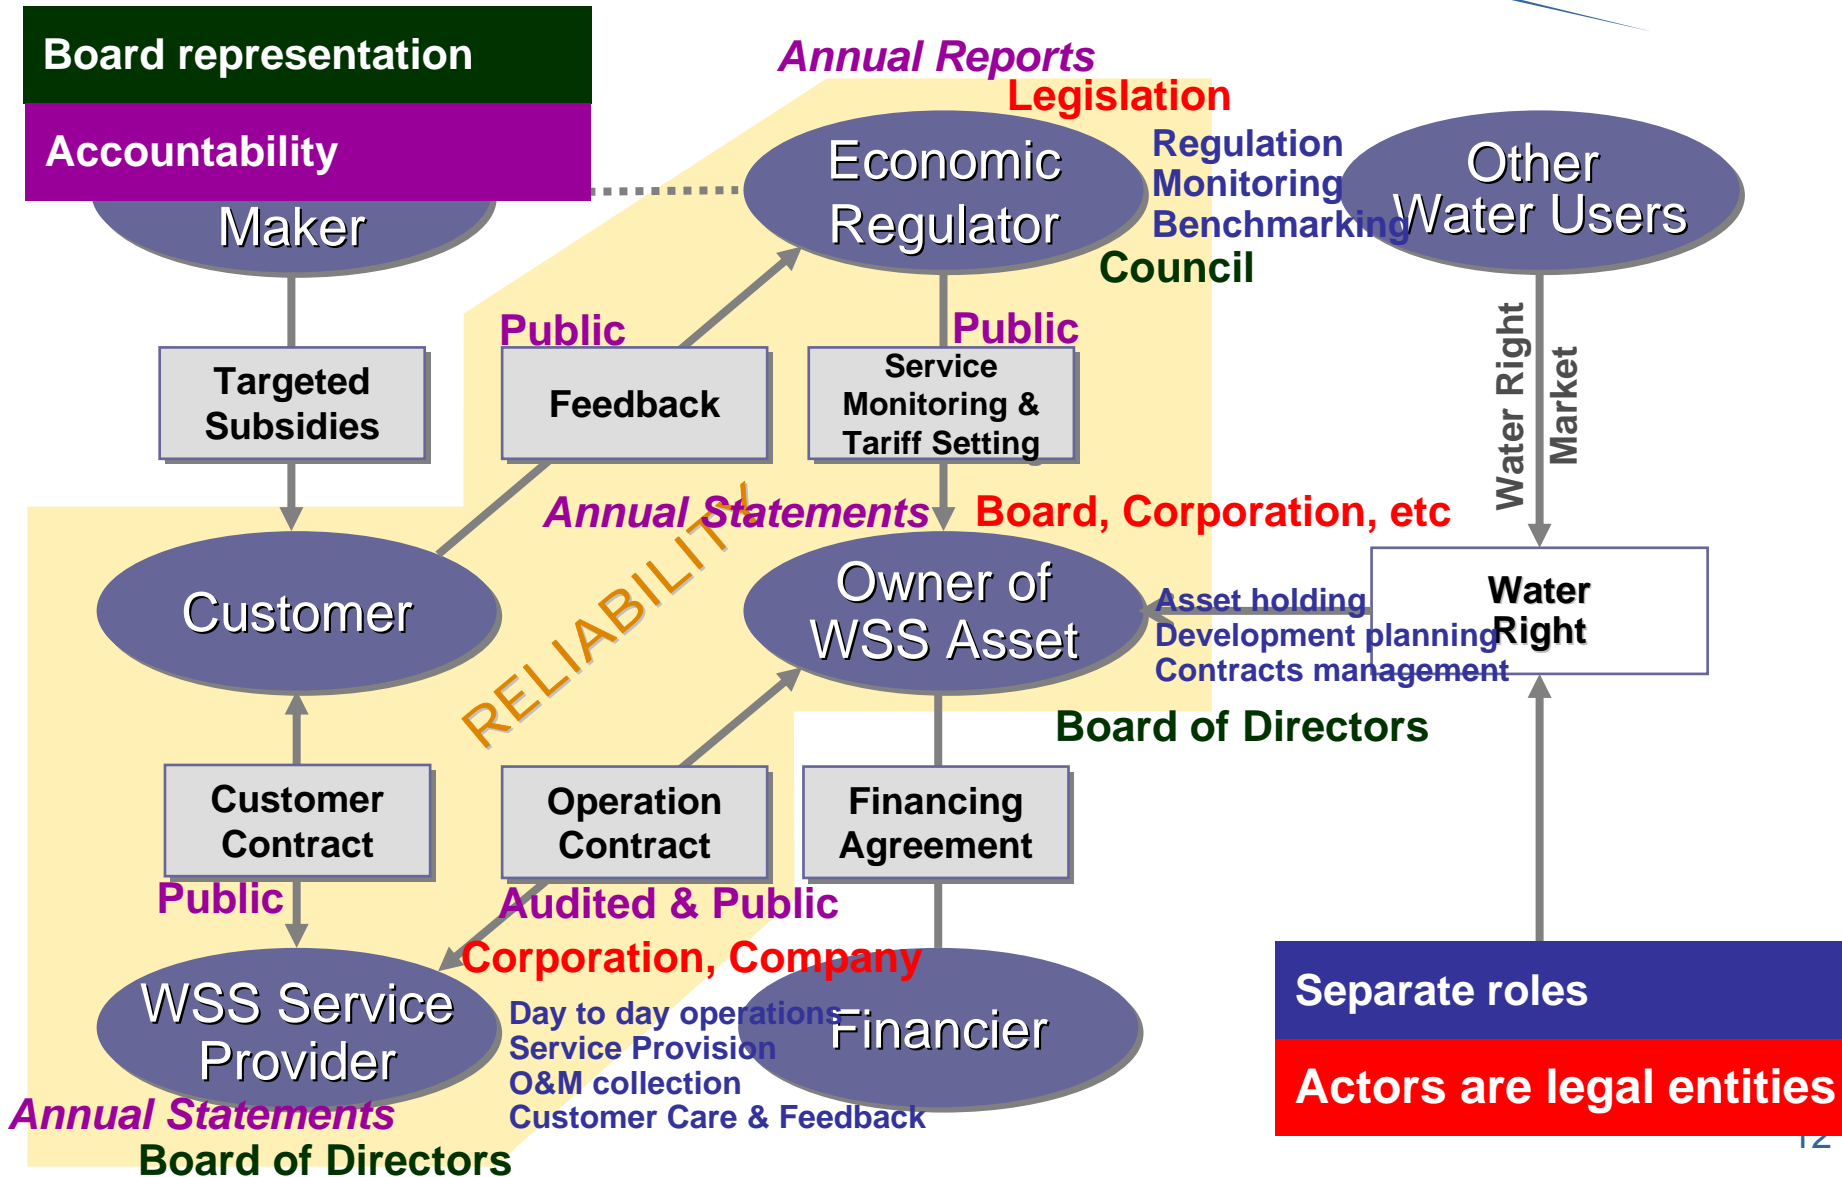 Board representation
Accountability
Maker
Annual Reports
Legislation
Economic
Regulator
Regulation
Monitoring
Benchmarking
Council
Other
Water Users
Public
Public
Targeted
Subsidies
Feedback
Service
Monitoring &
Tariff Setting
Water Right
Market
Annual Statements
Board, Corporation, etc
RELIABILITY
Customer
Owner of
WSS Asset
Asset holding
Development planning
Contracts management
Water
Right
Board of Directors
Customer
Contract
Operation
Contract
Financing
Agreement
Public
Audited & Public
Corporation, Company
WSS Service
Provider
Day to day operations
Service Provision
O&M collection
Customer Care & Feedback
Financier
Annual Statements
Board of Directors
Separate roles
Actors are legal entities
12